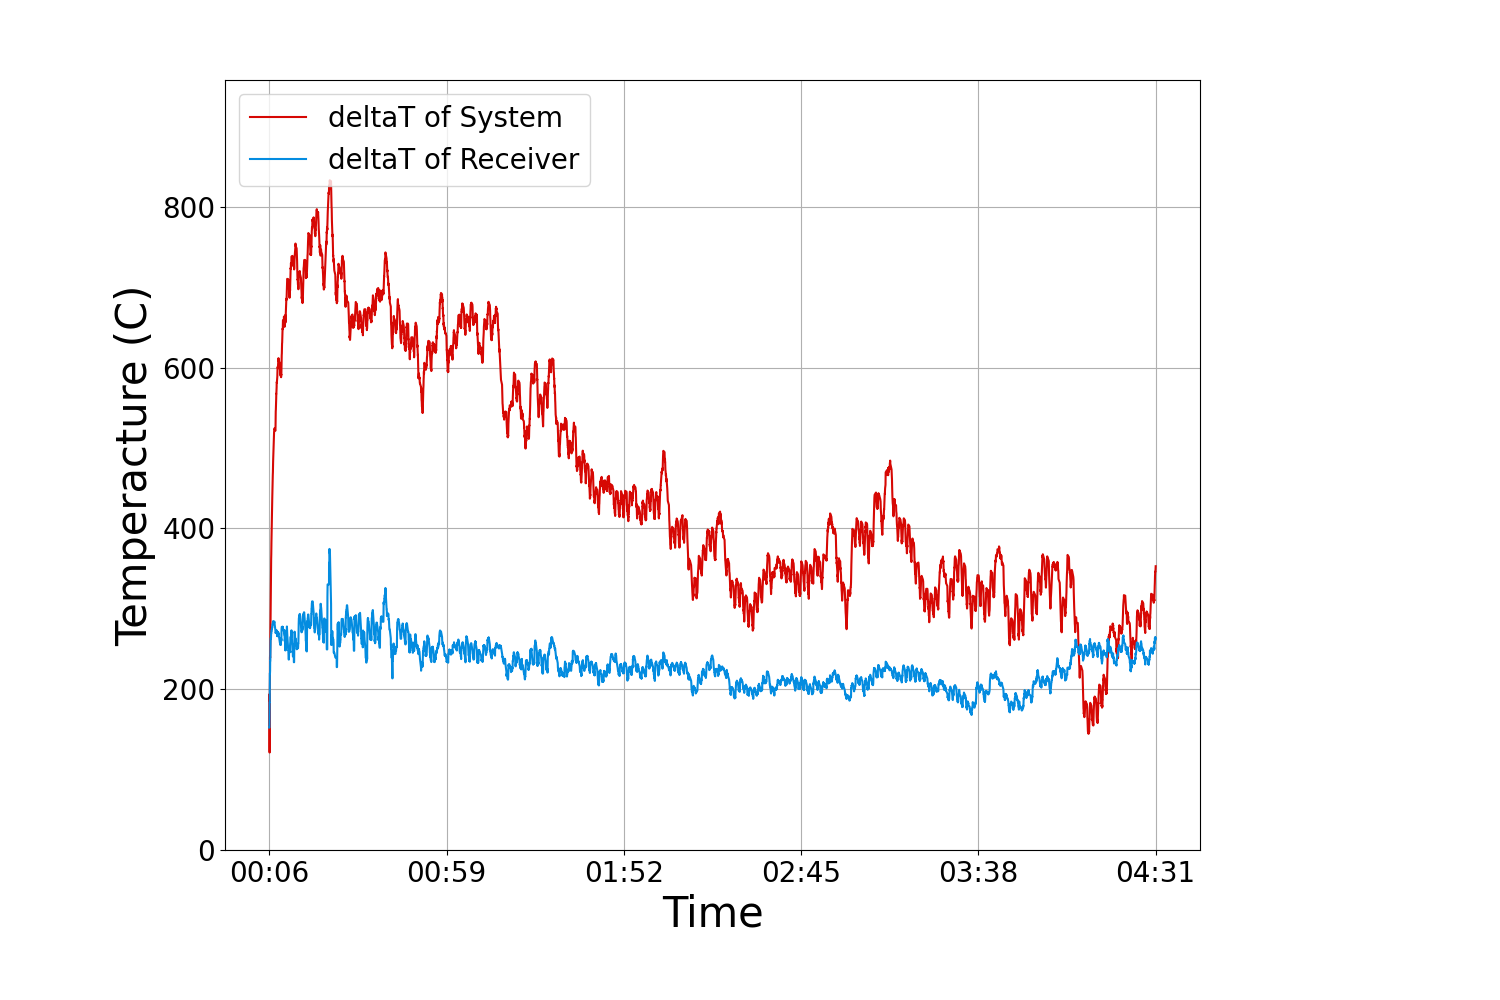 deltaT of System
deltaT of Receiver
800
600
400
200
0
Temperacture (C)
00:06 00:59 01:52 02:45 03:38 04:31
Time